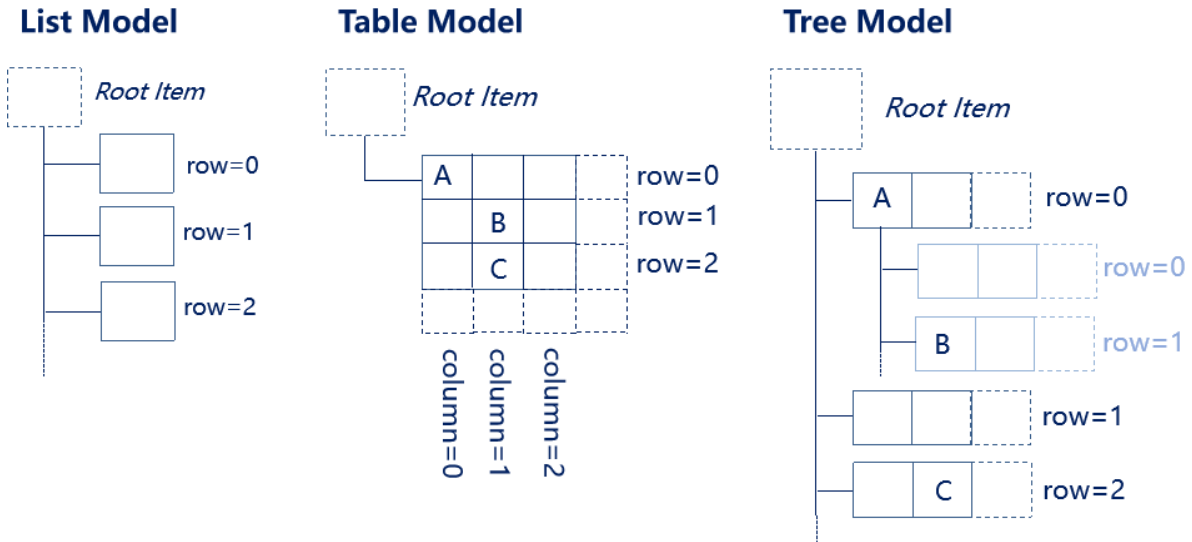 List Model
Root Item
row=0
row=1
row=2
Table Model
Root Item
A
row=0
B
row=1
C
row=2
column=0
column=1
column=2
Tree Model
Root Item
A
row=0
row=0
B
row=1
row=1
C
row=2